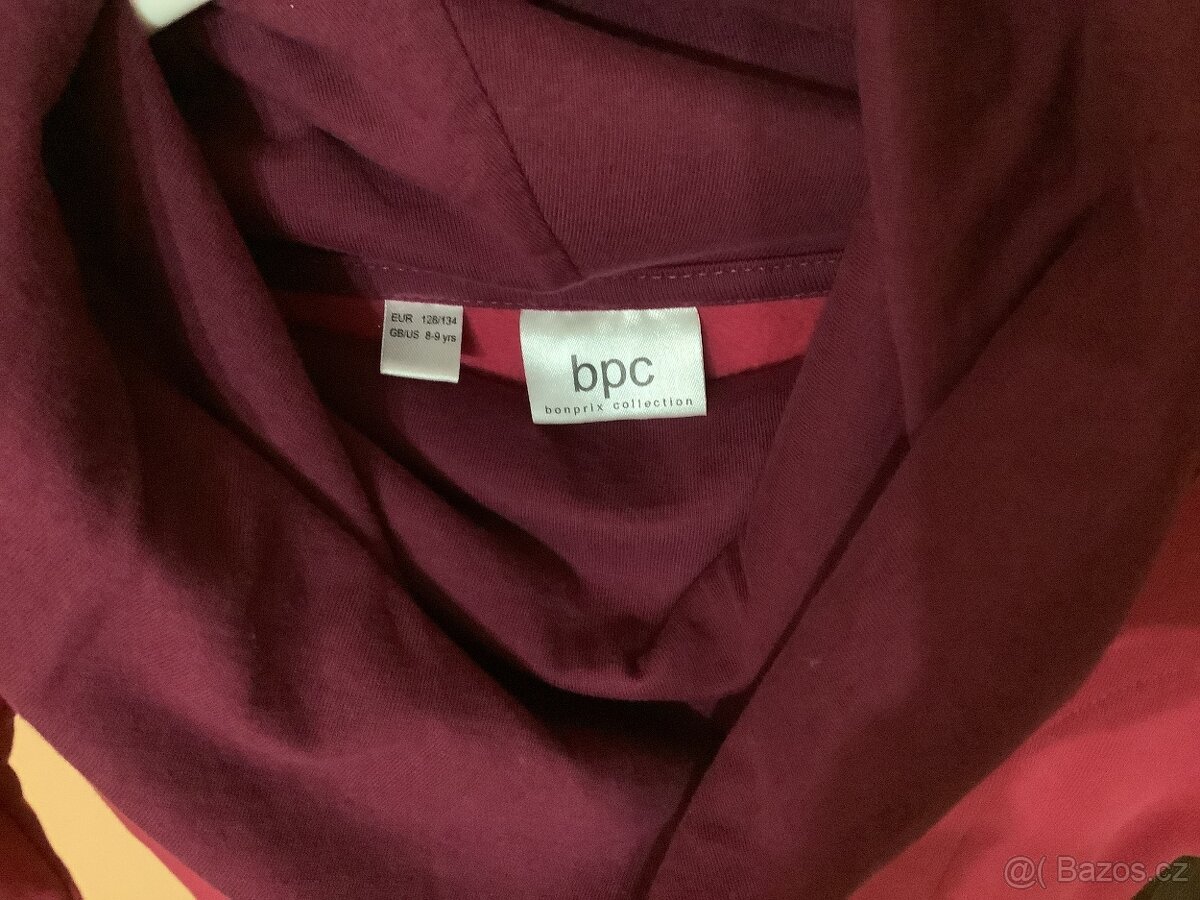 EUR 128/134
GB/US 8-9 yrs
bpc
bonprix collection
@( Bazos.cz